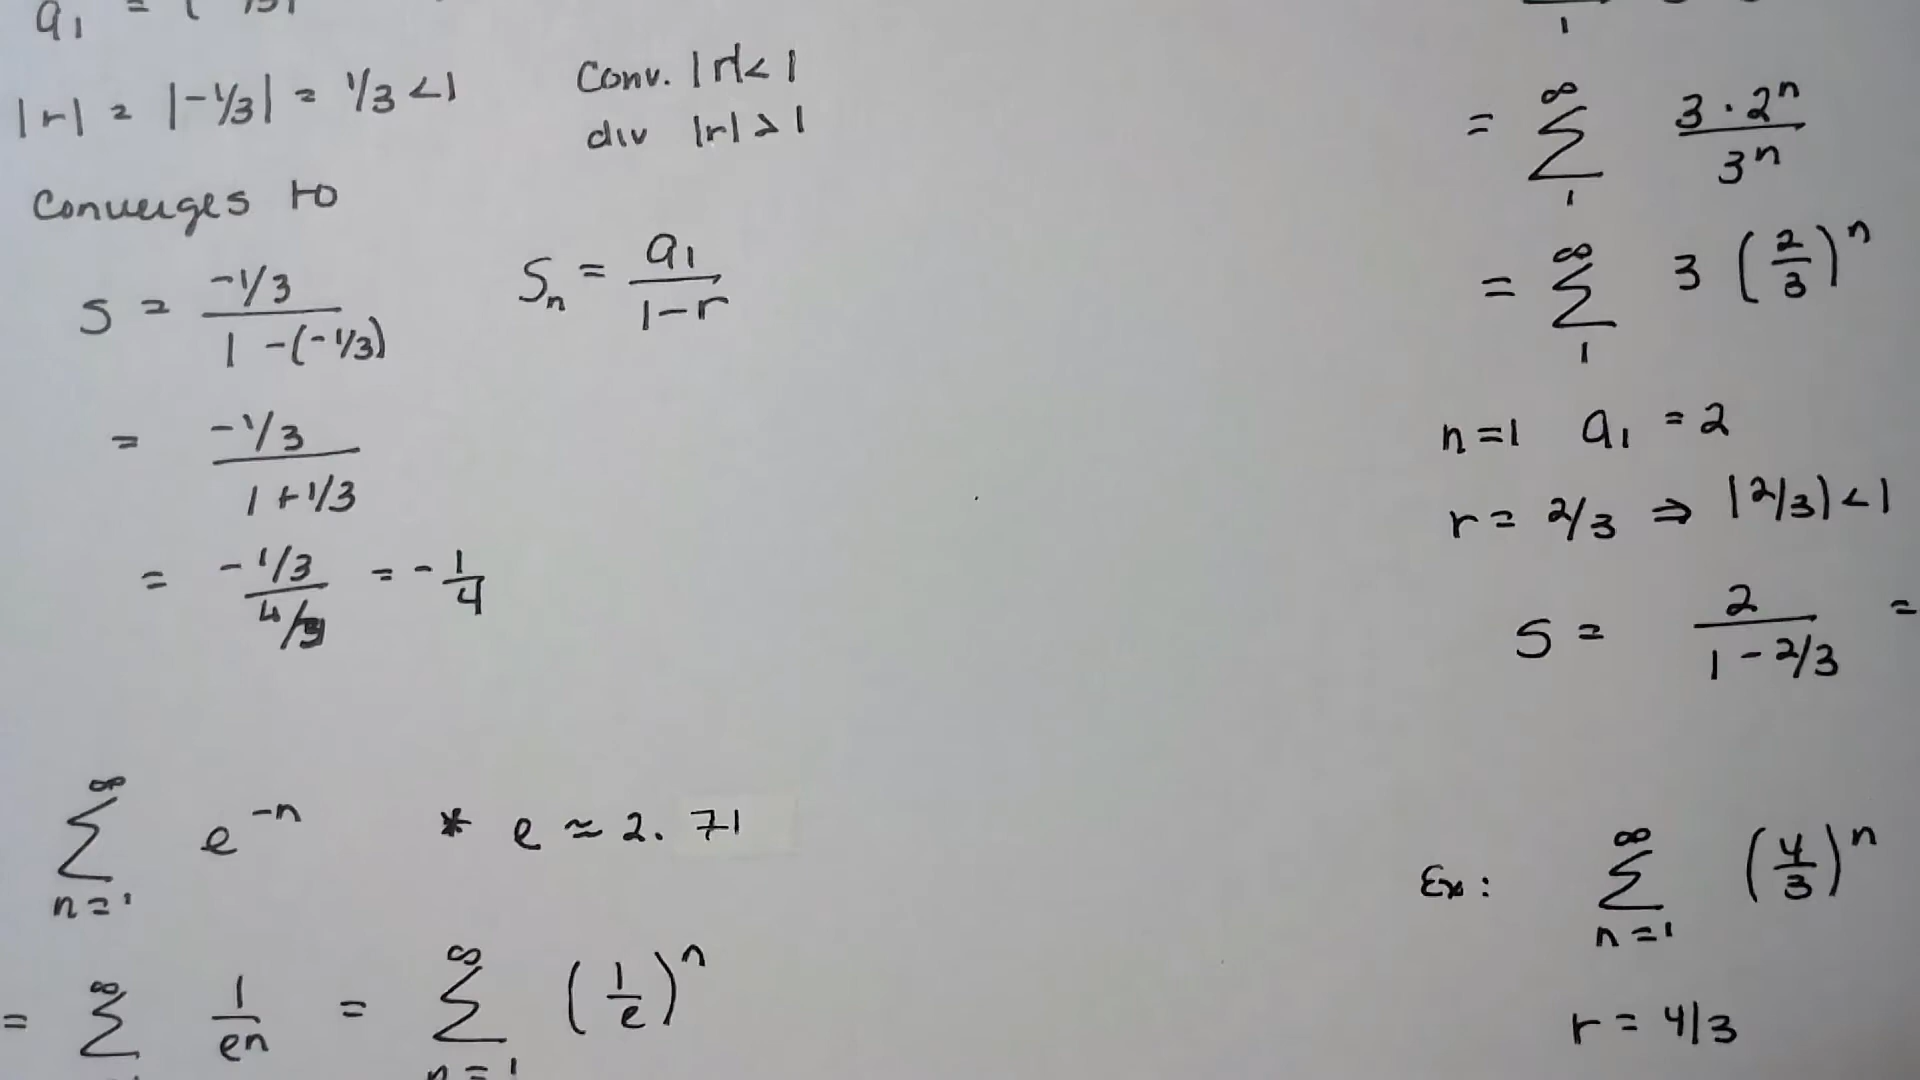 a₁ =
|r| = |-1/3| = 1/3 < 1
Conv. |r| < 1
div |r| > 1
Converges to
S = (-1/3)/(1 - (-1/3))
Sₙ = a₁/(1 - r)
= (-1/3)/(1 + 1/3)
= (-1/3)/(4/3) = -1/4
∞ Σ n=1 e^(-n) * e ≈ 2.71
= ∞ Σ 1/en = ∞ Σ n=1 (1/e)^n
1
= ∞ Σ 1 (3 · 2^n)/(3^n)
= ∞ Σ 1 3 (2/3)^n
n=1 a₁ = 2
r = 2/3 ⇒ |2/3| < 1
S = 2/(1 - 2/3) =
Ex: ∞ Σ n=1 (4/3)^n
r = 4/3